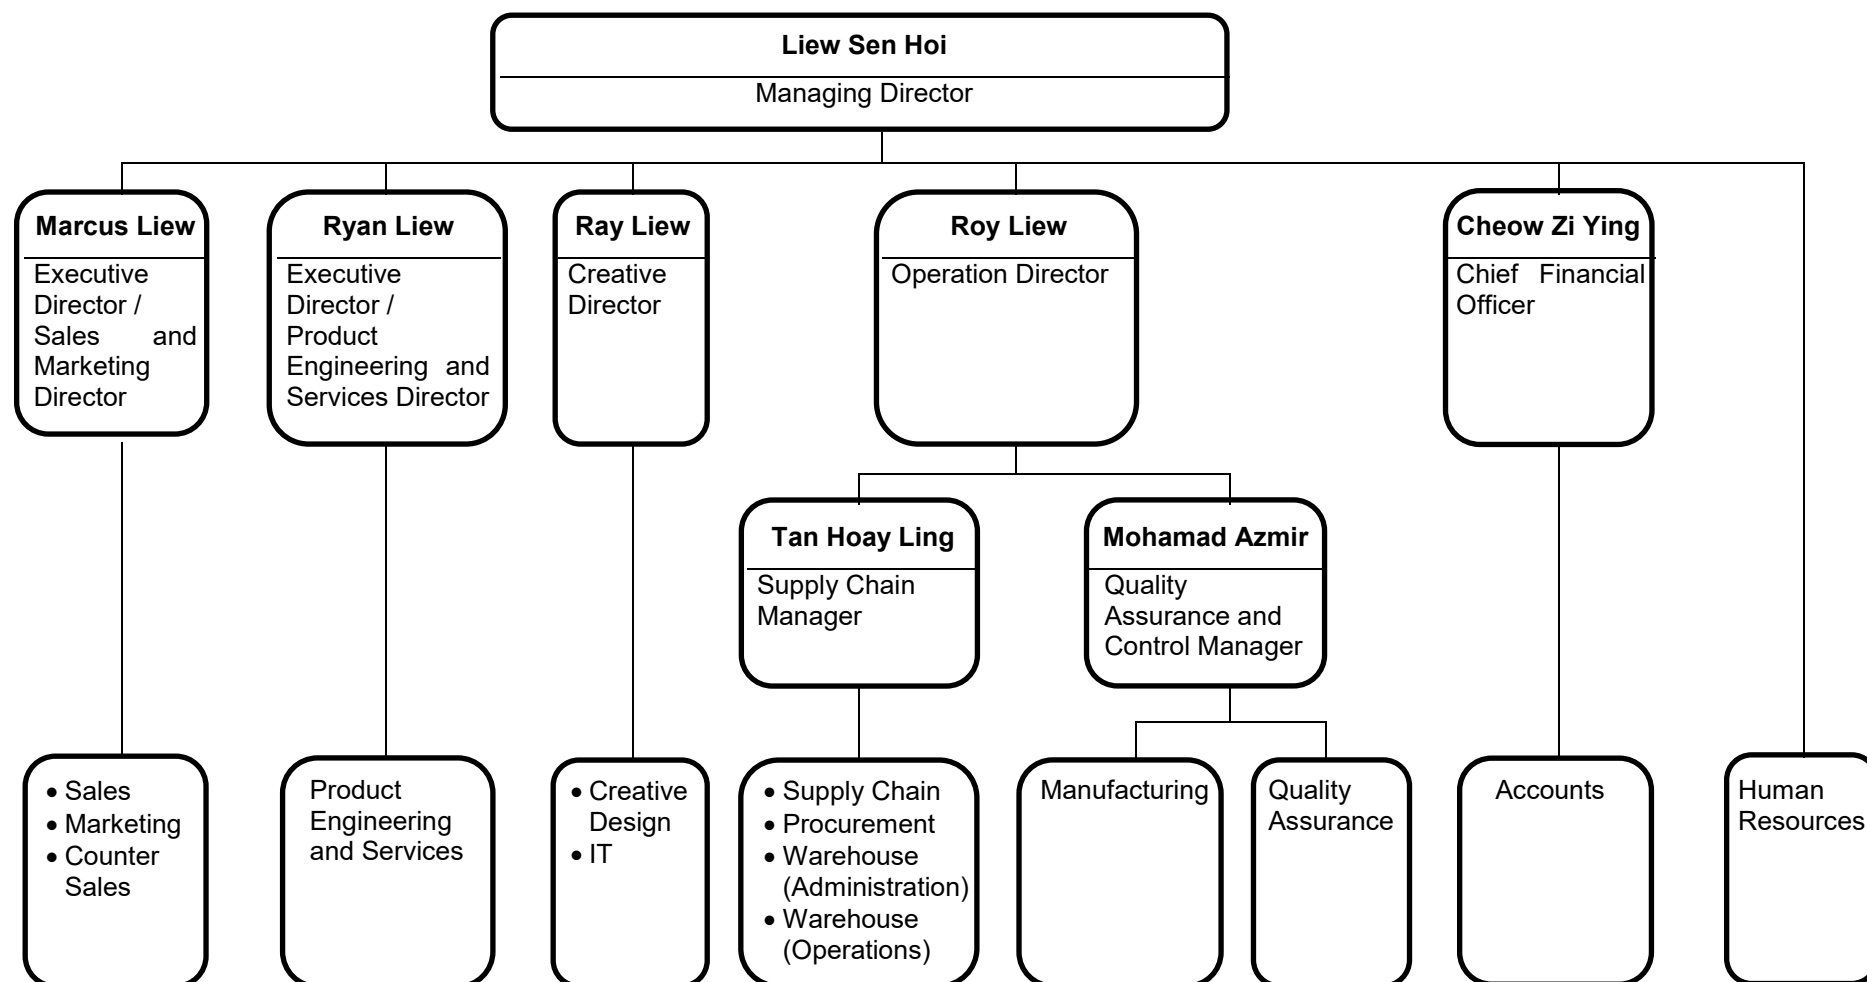 Liew Sen Hoi
Managing Director
Marcus Liew
Executive
Director /
Sales and
Marketing
Director
Ryan Liew
Executive
Director /
Product
Engineering and
Services Director
Ray Liew
Creative
Director
Roy Liew
Operation Director
Cheow Zi Ying
Chief Financial
Officer
Tan Hoay Ling
Supply Chain
Manager
Mohamad Azmir
Quality
Assurance and
Control Manager
• Sales
• Marketing
• Counter
Sales
Product
Engineering
and Services
• Creative
Design
• IT
• Supply Chain
• Procurement
• Warehouse
(Administration)
• Warehouse
(Operations)
Manufacturing
Quality
Assurance
Accounts
Human
Resources